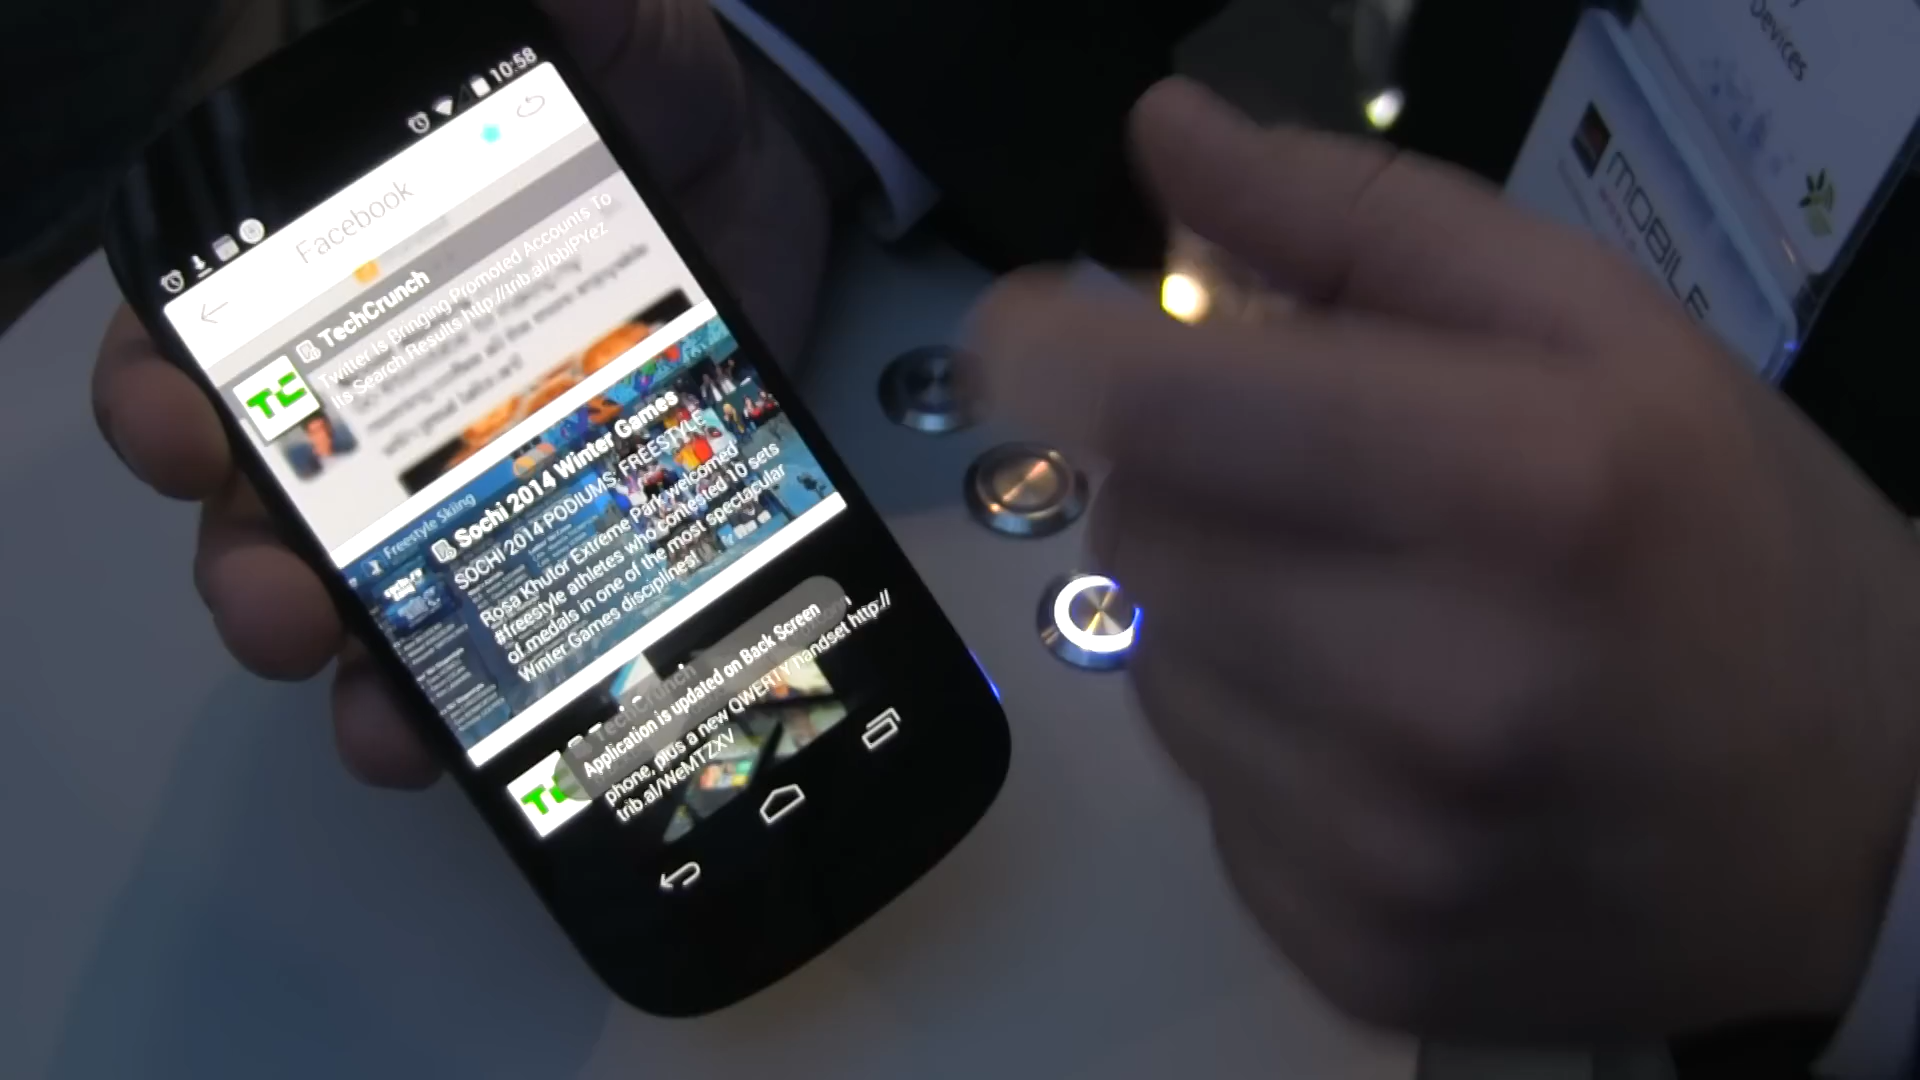 10:58
Facebook
TechCrunch
Twitter Is Bringing Promoted Accounts To
Its Search Results http://trib.al/bblPYez
TC
Freestyle Skiing
Sochi 2014 Winter Games
SOCHI 2014 PODIUMS: FREESTYLE
Rosa Khutor Extreme Park welcomed
#freestyle athletes who contested 10 sets
of medals in one of the most spectacular
Winter Games disciplines!
TechCrunch
Application is updated on Back Screen
phone, plus a new QWERTY handset http://
trib.al/WeMTZXV
Devices
MOBILE